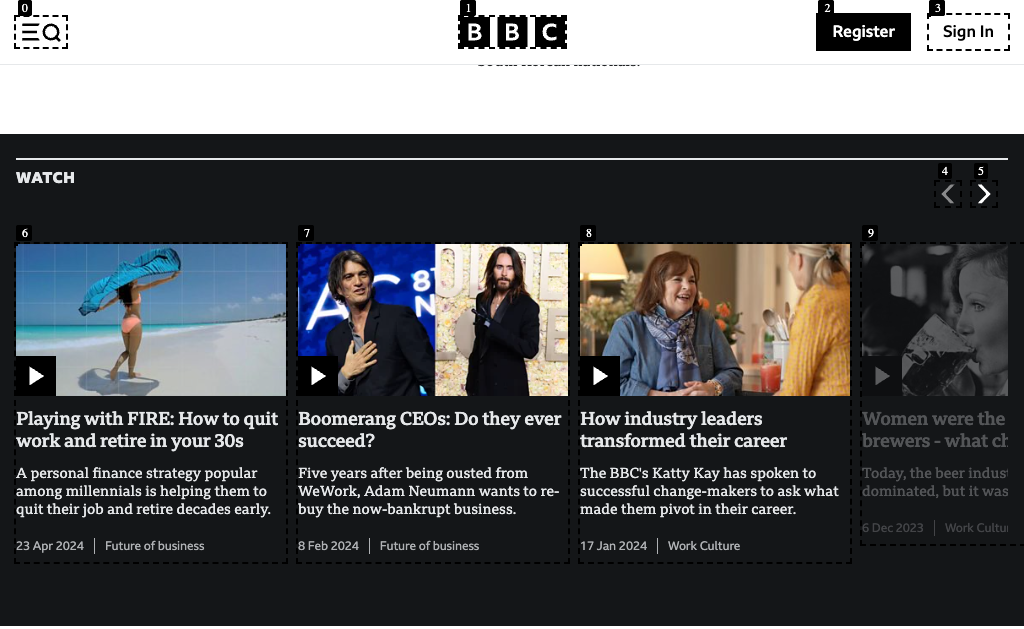 0
1
2
3
BBC
Register
Sign In
WATCH
4
5
6
7
8
9
Playing with FIRE: How to quit
work and retire in your 30s
A personal finance strategy popular
among millennials is helping them to
quit their job and retire decades early.
23 Apr 2024
Future of business
Boomerang CEOs: Do they ever
succeed?
Five years after being ousted from
WeWork, Adam Neumann wants to re-
buy the now-bankrupt business.
8 Feb 2024
Future of business
How industry leaders
transformed their career
The BBC's Katty Kay has spoken to
successful change-makers to ask what
made them pivot in their career.
17 Jan 2024
Work Culture
Women were the
brewers - what ch
Today, the beer indust
dominated, but it was
6 Dec 2023
Work Cultu